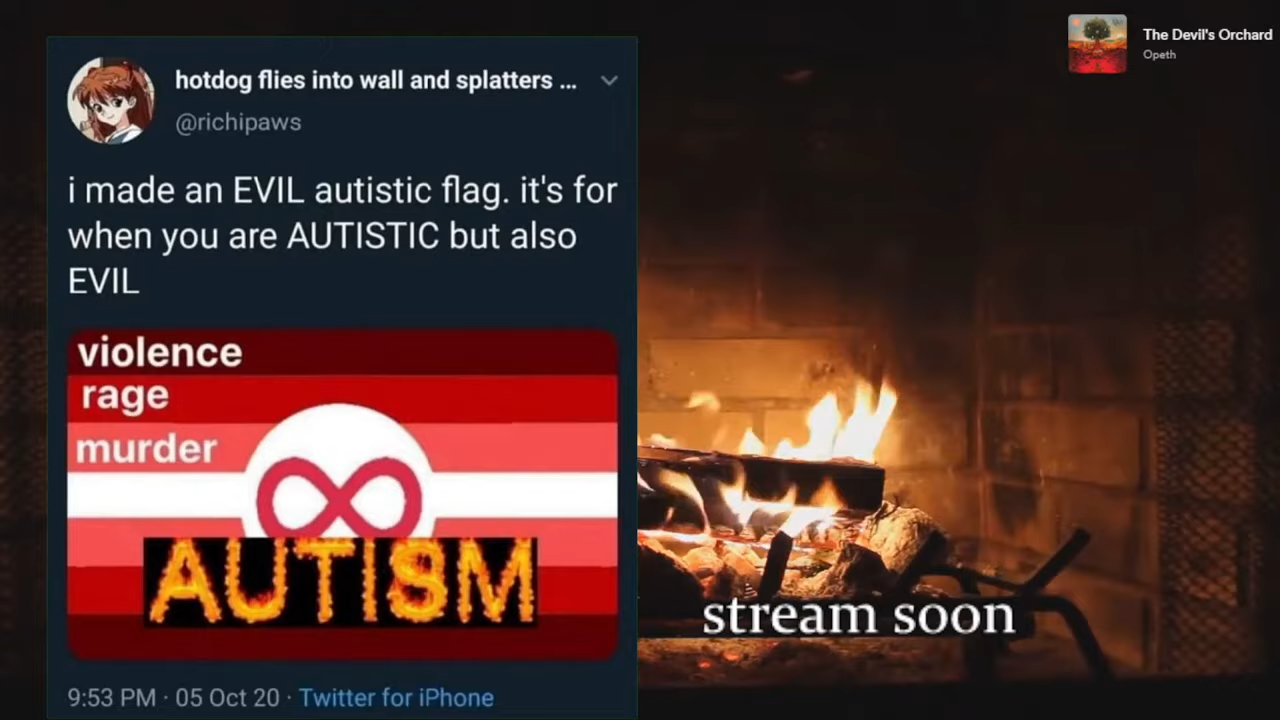 hotdog flies into wall and splatters ...
@richipaws
i made an EVIL autistic flag. it's for
when you are AUTISTIC but also
EVIL
violence
rage
murder
AUTISM
9:53 PM · 05 Oct 20 · Twitter for iPhone
The Devil's Orchard
Opeth
stream soon